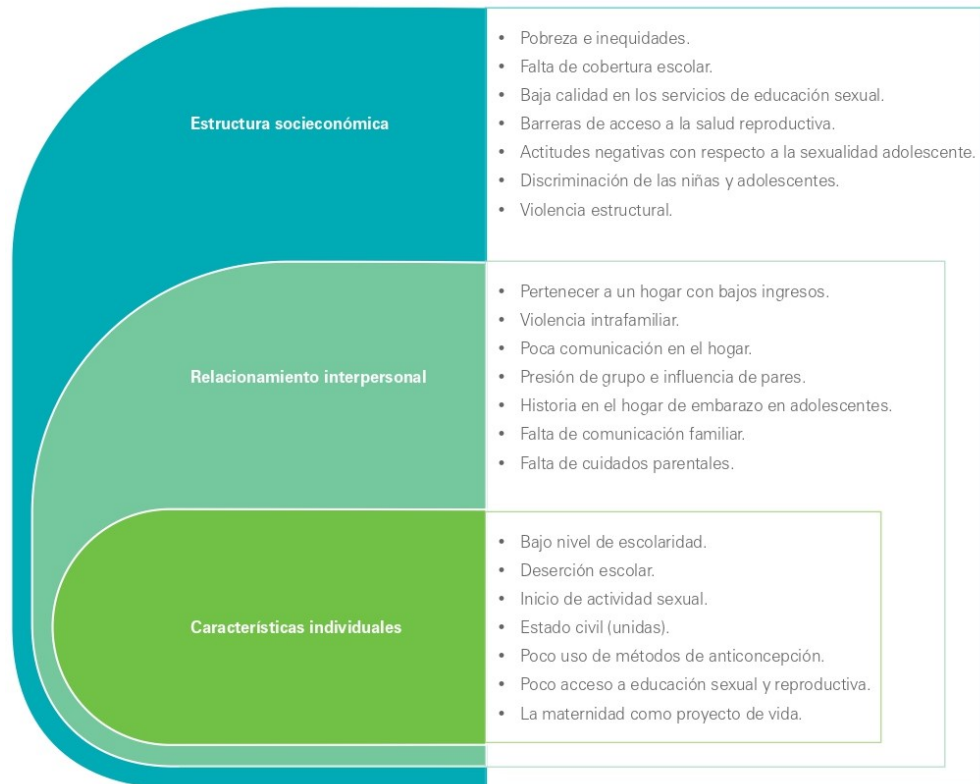 Estructura socieconómica
• Pobreza e inequidades.
• Falta de cobertura escolar.
• Baja calidad en los servicios de educación sexual.
• Barreras de acceso a la salud reproductiva.
• Actitudes negativas con respecto a la sexualidad adolescente.
• Discriminación de las niñas y adolescentes.
• Violencia estructural.
Relacionamiento interpersonal
• Pertenecer a un hogar con bajos ingresos.
• Violencia intrafamiliar.
• Poca comunicación en el hogar.
• Presión de grupo e influencia de pares.
• Historia en el hogar de embarazo en adolescentes.
• Falta de comunicación familiar.
• Falta de cuidados parentales.
Características individuales
• Bajo nivel de escolaridad.
• Deserción escolar.
• Inicio de actividad sexual.
• Estado civil (unidas).
• Poco uso de métodos de anticoncepción.
• Poco acceso a educación sexual y reproductiva.
• La maternidad como proyecto de vida.